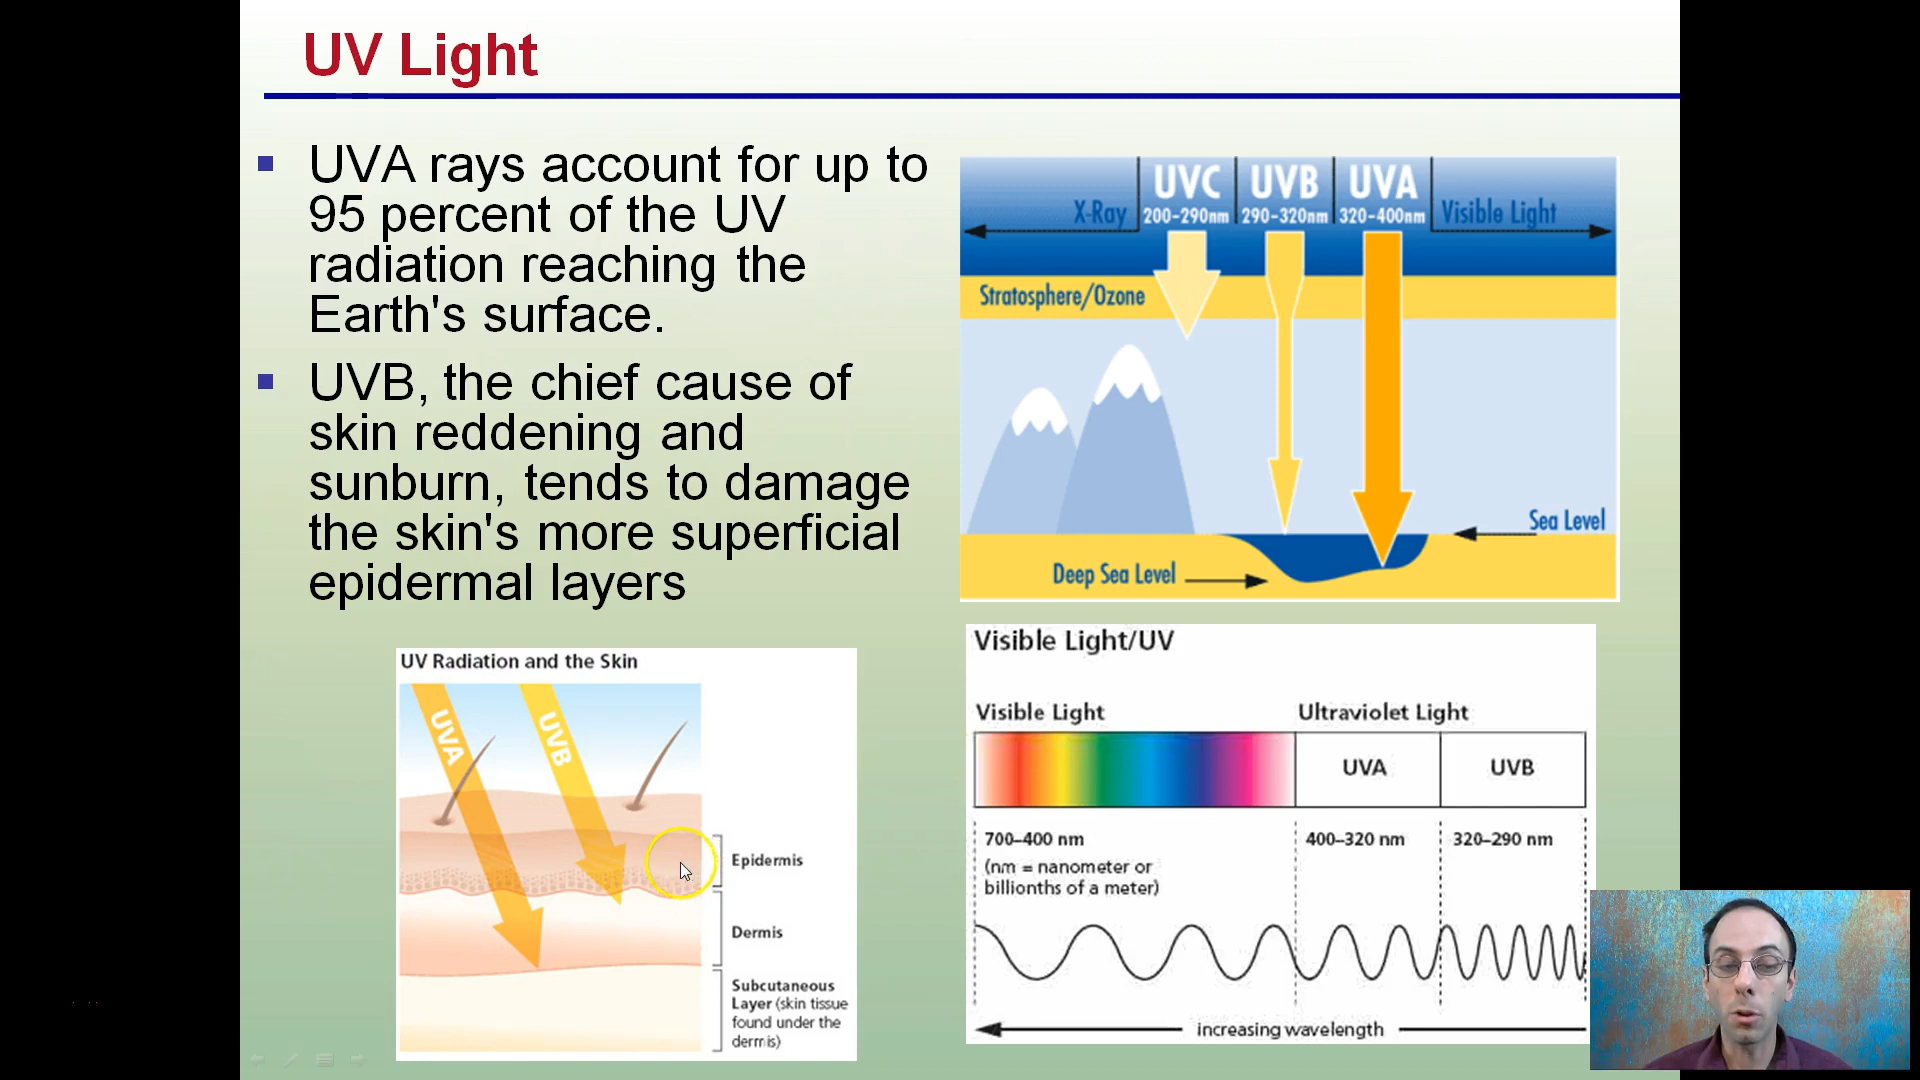 UV Light
UVA rays account for up to
95 percent of the UV
radiation reaching the
Earth's surface.
UVB, the chief cause of
skin reddening and
sunburn, tends to damage
the skin's more superficial
epidermal layers
UVC UVB UVA
X-Ray 200-290nm 290-320nm 320-400nm Visible Light
Stratosphere/Ozone
Sea Level
Deep Sea Level
UV Radiation and the Skin
UVA UVB
Epidermis
Dermis
Subcutaneous
Layer (skin tissue
found under the
dermis)
Visible Light/UV
Visible Light Ultraviolet Light
UVA UVB
700–400 nm 400–320 nm 320–290 nm
(nm = nanometer or
billionths of a meter)
increasing wavelength